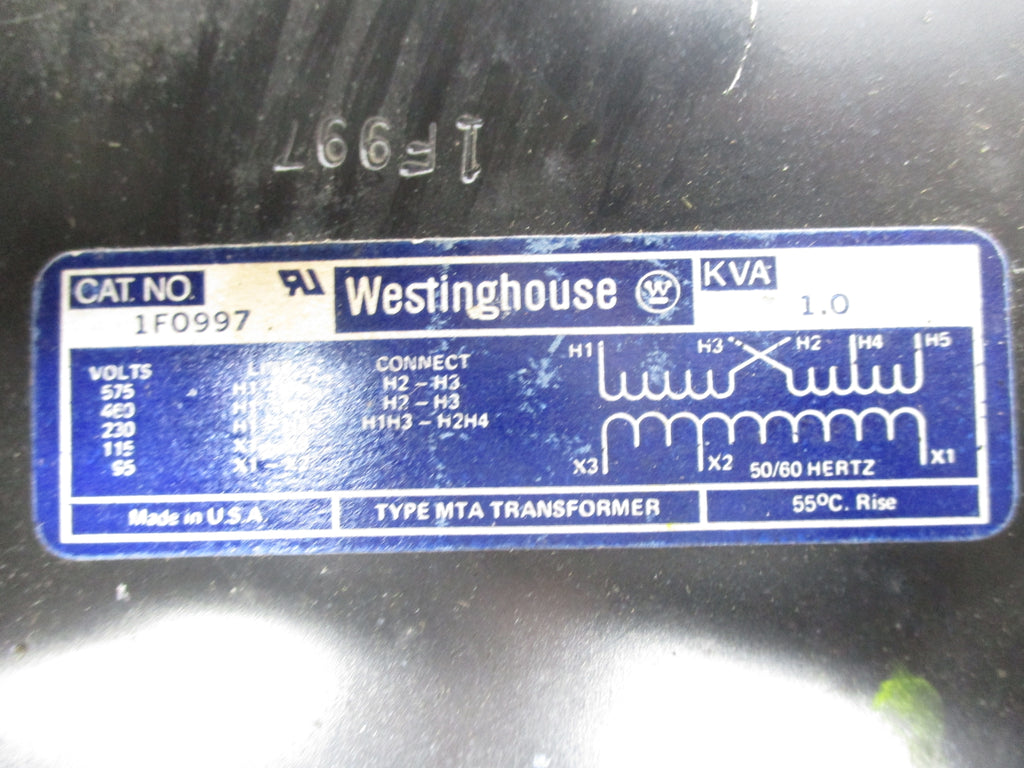 1F997
CAT. NO. UR Westinghouse W KVA
1F0997 1.0
VOLTS CONNECT
575 H2 - H3
460 H2 - H3
230 H1H3 - H2H4
115
95
H1 H3 H2 H4 H5
X3 X2 X1
50/60 HERTZ
Made in U.S.A. TYPE MTA TRANSFORMER 55°C. Rise